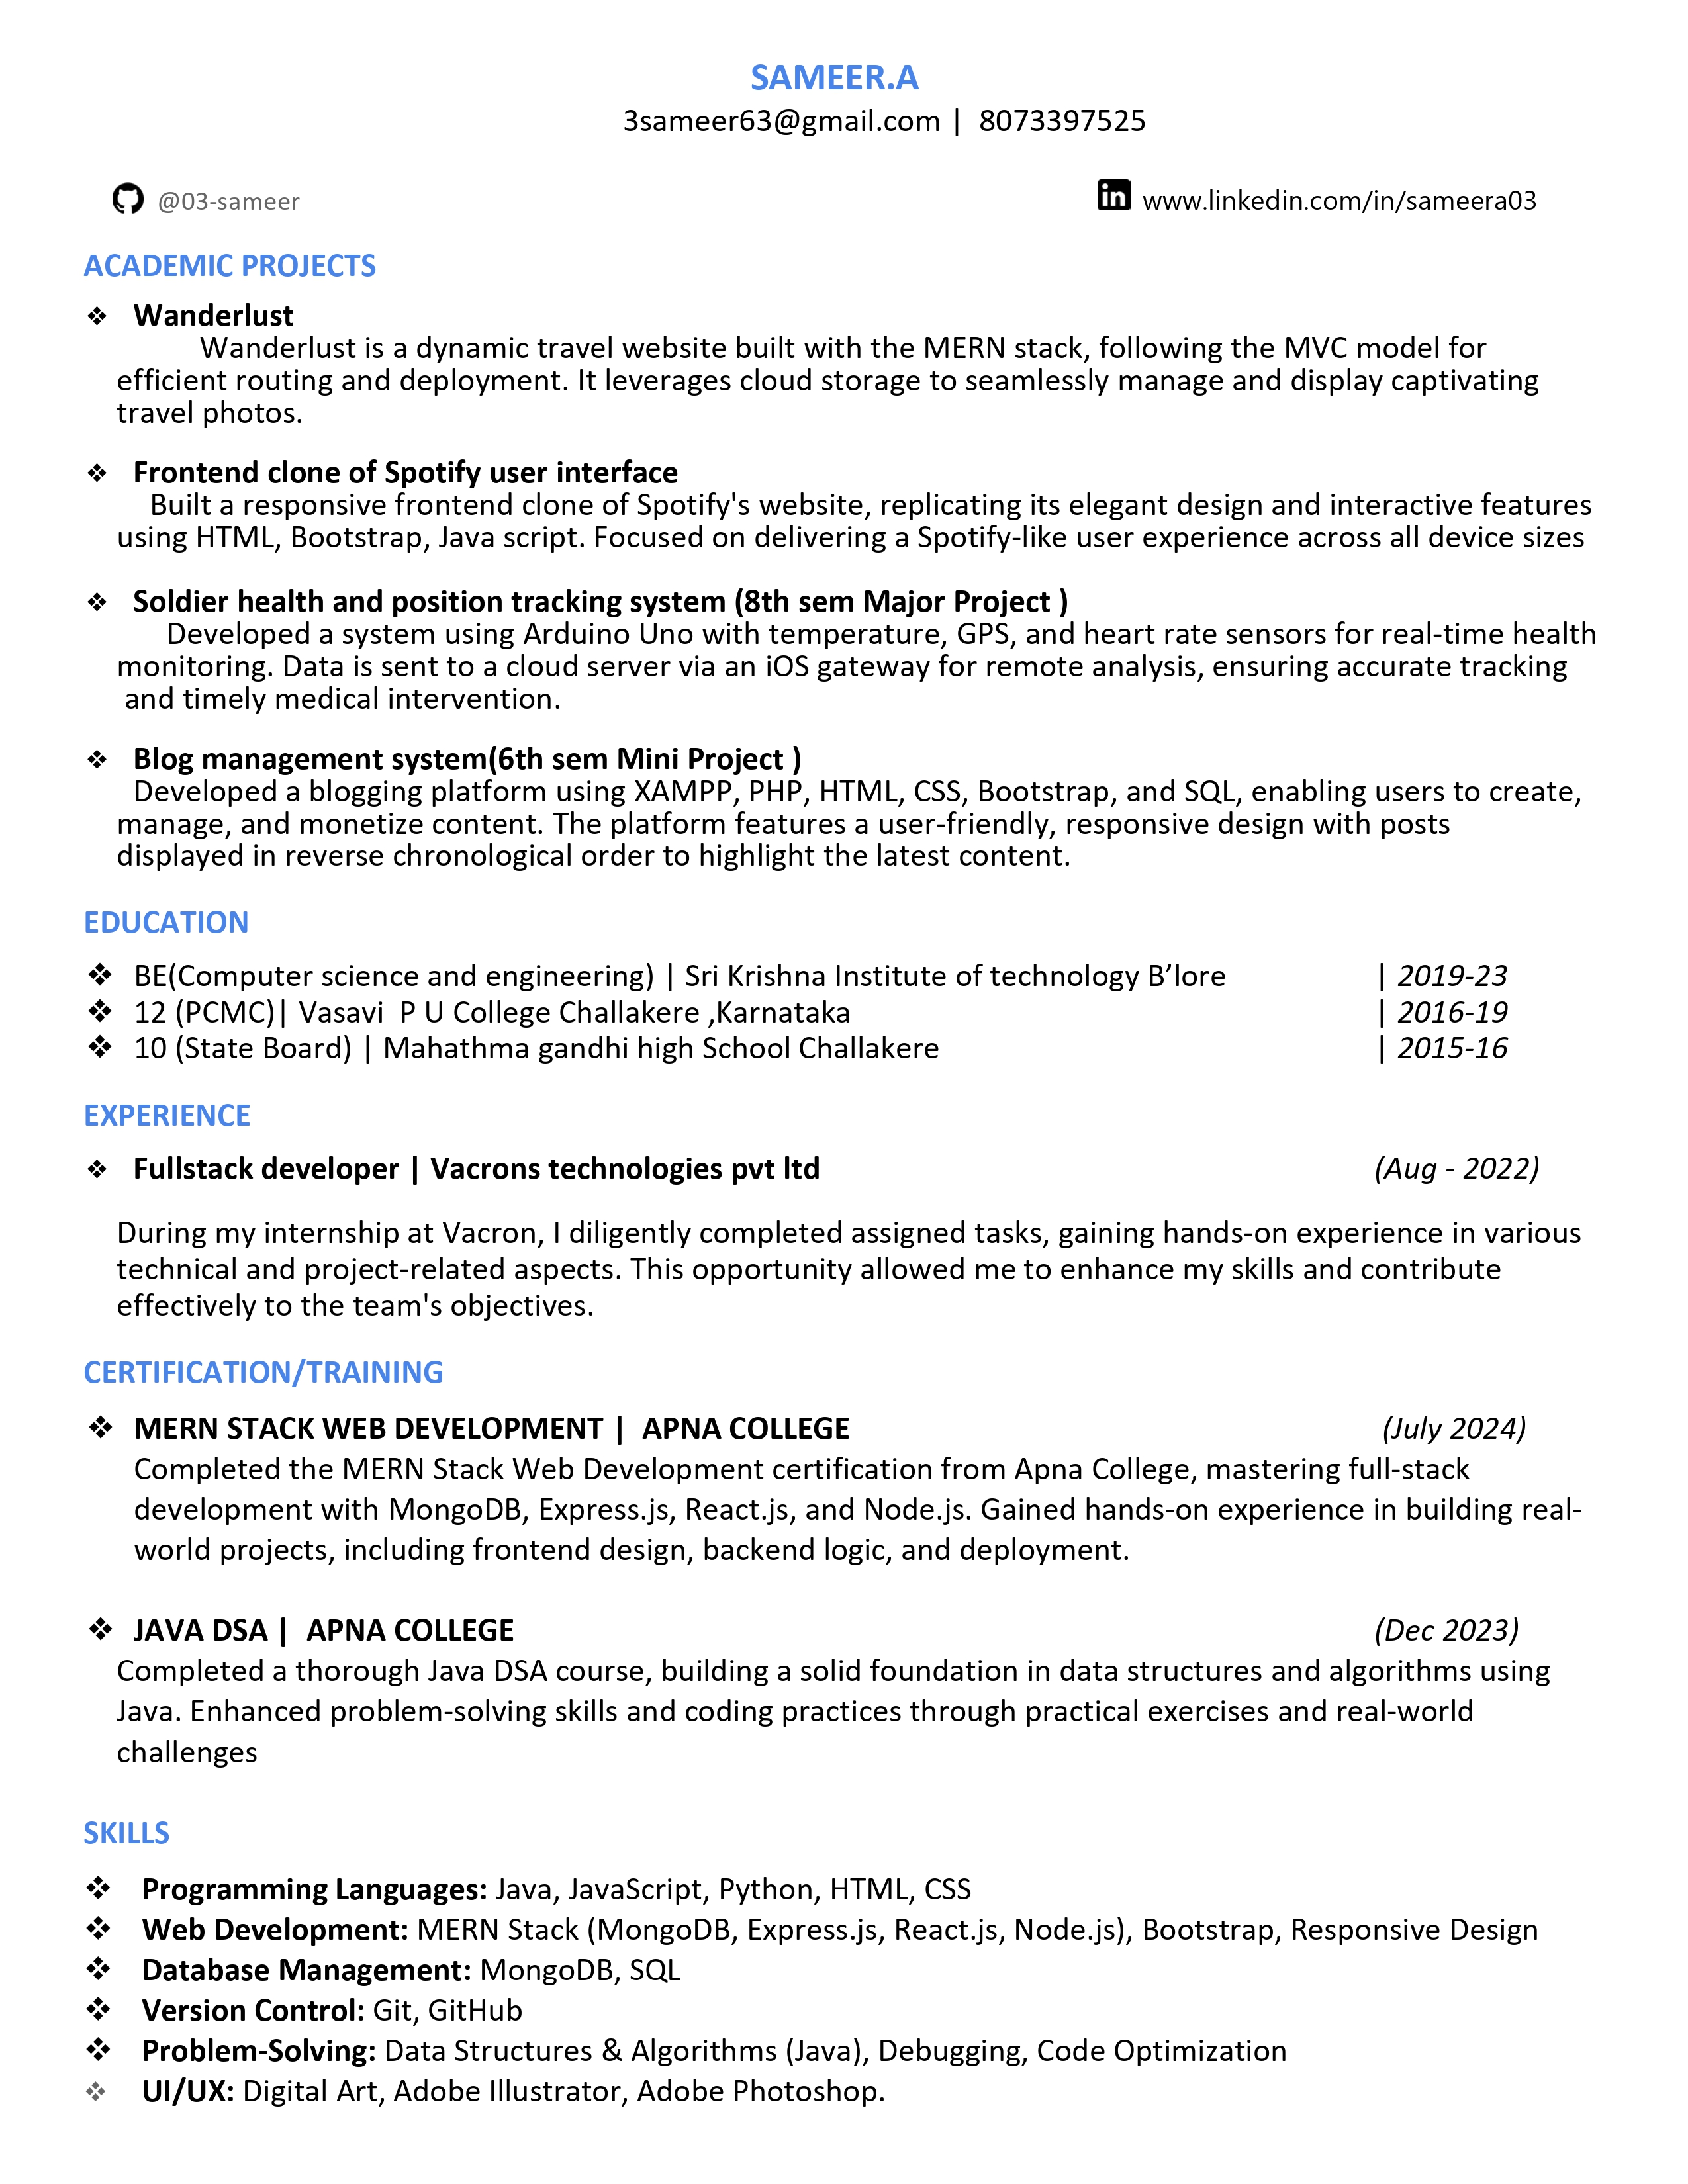 SAMEER.A
3sameer63@gmail.com | 8073397525
@03-sameer
www.linkedin.com/in/sameera03
ACADEMIC PROJECTS
❖ Wanderlust
Wanderlust is a dynamic travel website built with the MERN stack, following the MVC model for
efficient routing and deployment. It leverages cloud storage to seamlessly manage and display captivating
travel photos.
❖ Frontend clone of Spotify user interface
Built a responsive frontend clone of Spotify's website, replicating its elegant design and interactive features
using HTML, Bootstrap, Java script. Focused on delivering a Spotify-like user experience across all device sizes
❖ Soldier health and position tracking system (8th sem Major Project )
Developed a system using Arduino Uno with temperature, GPS, and heart rate sensors for real-time health
monitoring. Data is sent to a cloud server via an iOS gateway for remote analysis, ensuring accurate tracking
and timely medical intervention.
❖ Blog management system(6th sem Mini Project )
Developed a blogging platform using XAMPP, PHP, HTML, CSS, Bootstrap, and SQL, enabling users to create,
manage, and monetize content. The platform features a user-friendly, responsive design with posts
displayed in reverse chronological order to highlight the latest content.
EDUCATION
❖ BE(Computer science and engineering) | Sri Krishna Institute of technology B’lore | 2019-23
❖ 12 (PCMC)| Vasavi P U College Challakere ,Karnataka | 2016-19
❖ 10 (State Board) | Mahathma gandhi high School Challakere | 2015-16
EXPERIENCE
❖ Fullstack developer | Vacrons technologies pvt ltd (Aug - 2022)
During my internship at Vacron, I diligently completed assigned tasks, gaining hands-on experience in various
technical and project-related aspects. This opportunity allowed me to enhance my skills and contribute
effectively to the team's objectives.
CERTIFICATION/TRAINING
❖ MERN STACK WEB DEVELOPMENT | APNA COLLEGE (July 2024)
Completed the MERN Stack Web Development certification from Apna College, mastering full-stack
development with MongoDB, Express.js, React.js, and Node.js. Gained hands-on experience in building real-
world projects, including frontend design, backend logic, and deployment.
❖ JAVA DSA | APNA COLLEGE (Dec 2023)
Completed a thorough Java DSA course, building a solid foundation in data structures and algorithms using
Java. Enhanced problem-solving skills and coding practices through practical exercises and real-world
challenges
SKILLS
❖ Programming Languages: Java, JavaScript, Python, HTML, CSS
❖ Web Development: MERN Stack (MongoDB, Express.js, React.js, Node.js), Bootstrap, Responsive Design
❖ Database Management: MongoDB, SQL
❖ Version Control: Git, GitHub
❖ Problem-Solving: Data Structures & Algorithms (Java), Debugging, Code Optimization
❖ UI/UX: Digital Art, Adobe Illustrator, Adobe Photoshop.